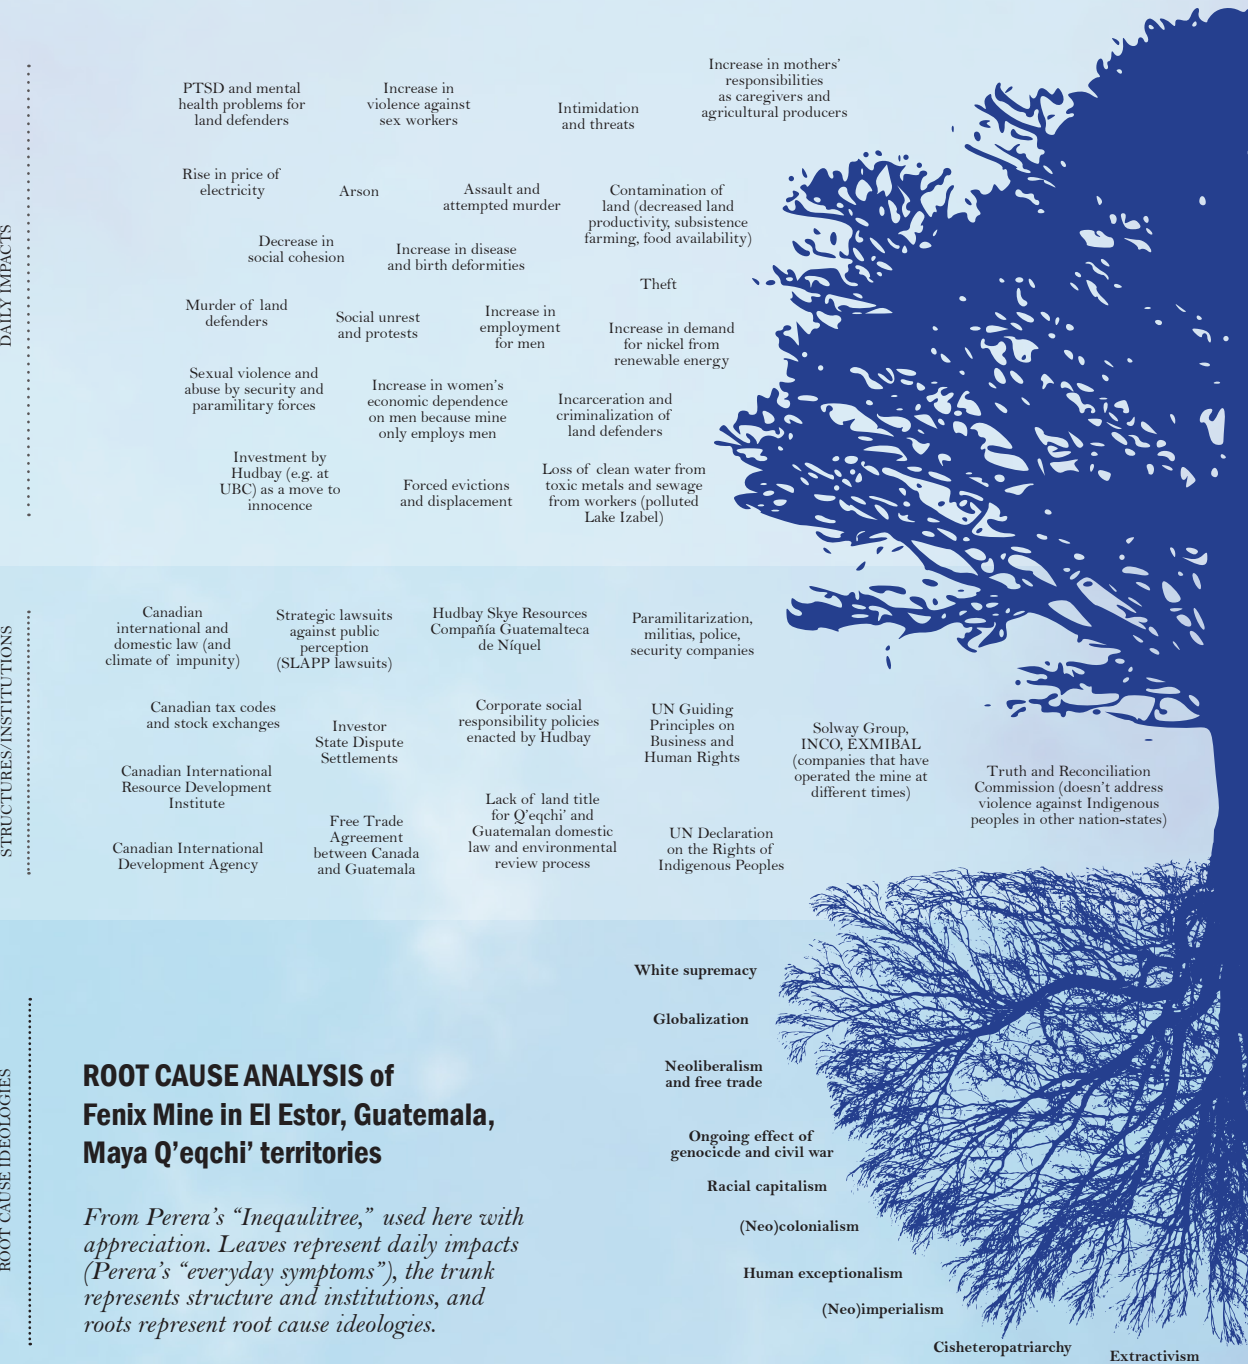 DAILY IMPACTS
PTSD and mental
health problems for
land defenders
Increase in
violence against
sex workers
Intimidation
and threats
Increase in mothers'
responsibilities
as caregivers and
agricultural producers
Rise in price of
electricity
Arson
Assault and
attempted murder
Contamination of
land (decreased land
productivity, subsistence
farming, food availability)
Decrease in
social cohesion
Increase in disease
and birth deformities
Theft
Murder of land
defenders
Social unrest
and protests
Increase in
employment
for men
Increase in demand
for nickel from
renewable energy
Sexual violence and
abuse by security and
paramilitary forces
Increase in women's
economic dependence
on men because mine
only employs men
Incarceration and
criminalization of
land defenders
Investment by
Hudbay (e.g. at
UBC) as a move to
innocence
Forced evictions
and displacement
Loss of clean water from
toxic metals and sewage
from workers (polluted
Lake Izabel)
STRUCTURES/INSTITUTIONS
Canadian
international and
domestic law (and
climate of impunity)
Strategic lawsuits
against public
perception
(SLAPP lawsuits)
Hudbay Skye Resources
Compañía Guatemalteca
de Níquel
Paramilitarization,
militias, police,
security companies
Canadian tax codes
and stock exchanges
Investor
State Dispute
Settlements
Corporate social
responsibility policies
enacted by Hudbay
UN Guiding
Principles on
Business and
Human Rights
Solway Group,
INCO, EXMIBAL
(companies that have
operated the mine at
different times)
Truth and Reconciliation
Commission (doesn't address
violence against Indigenous
peoples in other nation-states)
Canadian International
Resource Development
Institute
Canadian International
Development Agency
Free Trade
Agreement
between Canada
and Guatemala
Lack of land title
for Q'eqchi' and
Guatemalan domestic
law and environmental
review process
UN Declaration
on the Rights of
Indigenous Peoples
ROOT CAUSE IDEOLOGIES
White supremacy
Globalization
Neoliberalism
and free trade
Ongoing effect of
genocicde and civil war
Racial capitalism
(Neo)colonialism
Human exceptionalism
(Neo)imperialism
Cisheteropatriarchy
Extractivism
ROOT CAUSE ANALYSIS of
Fenix Mine in El Estor, Guatemala,
Maya Q'eqchi' territories
From Perera's "Ineqaulitree," used here with
appreciation. Leaves represent daily impacts
(Perera's "everyday symptoms"), the trunk
represents structure and institutions, and
roots represent root cause ideologies.